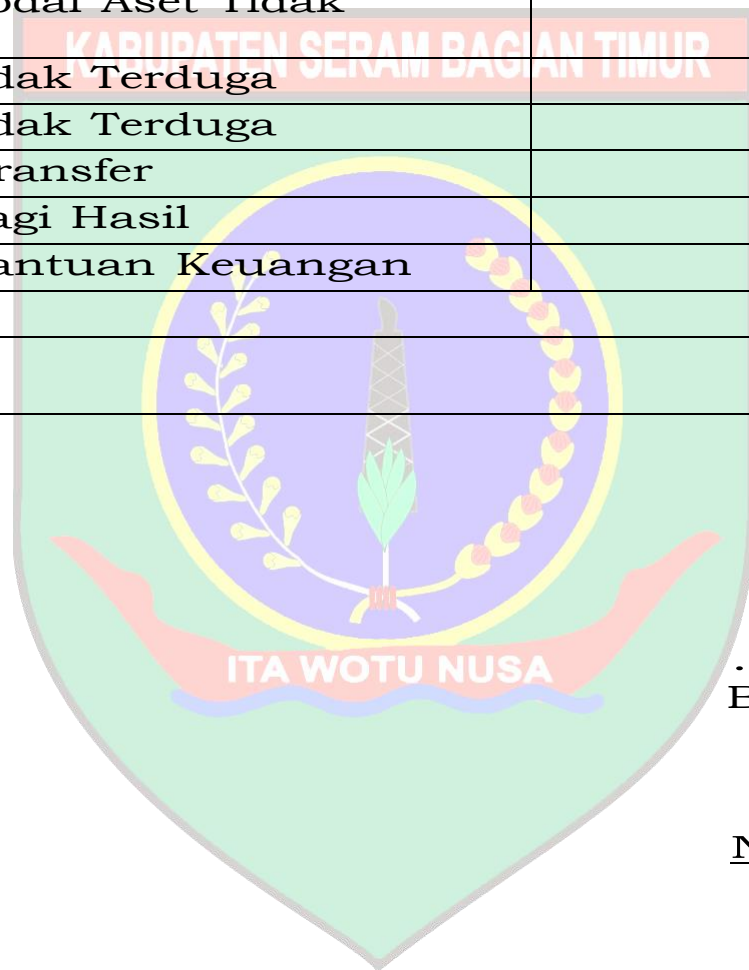 odal Aset Tidak
KABUPATEN SERAM BAGIAN TIMUR
dak Terduga
dak Terduga
ransfer
agi Hasil
antuan Keuangan
ITA WOTU NUSA
.
E
N